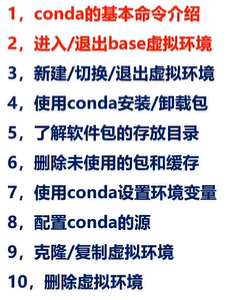 1，conda的基本命令介绍
2，进入/退出base虚拟环境
3，新建/切换/退出虚拟环境
4，使用conda安装/卸载包
5，了解软件包的存放目录
6，删除未使用的包和缓存
7，使用conda设置环境变量
8，配置conda的源
9，克隆/复制虚拟环境
10，删除虚拟环境